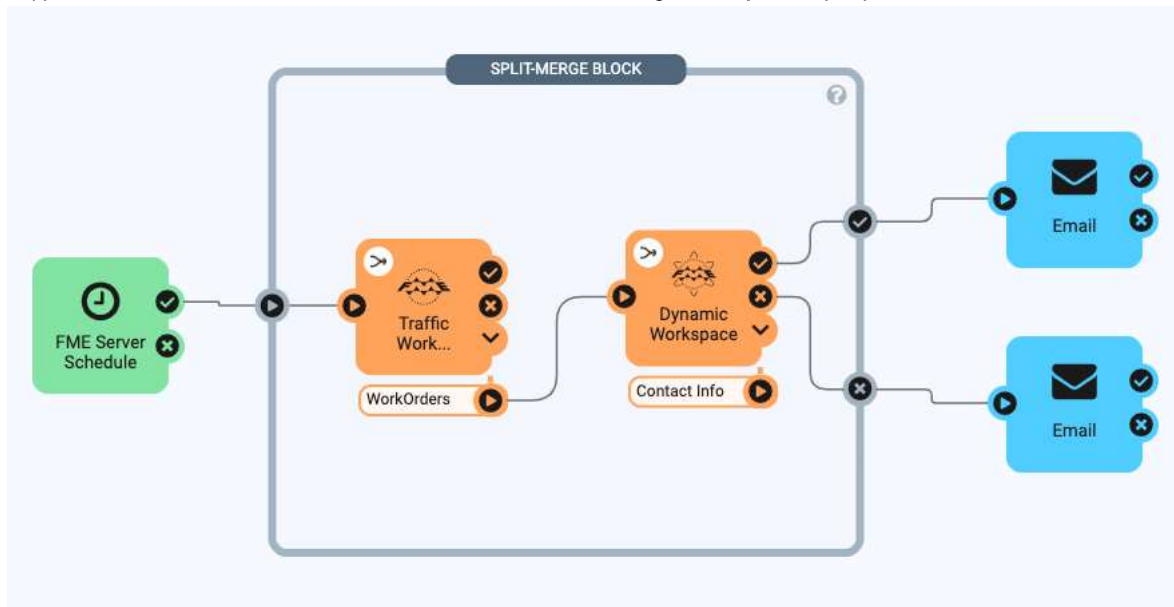 SPLIT-MERGE BLOCK
?
Email
FME Server
Schedule
Traffic
Work...
WorkOrders
Dynamic
Workspace
Contact Info
Email